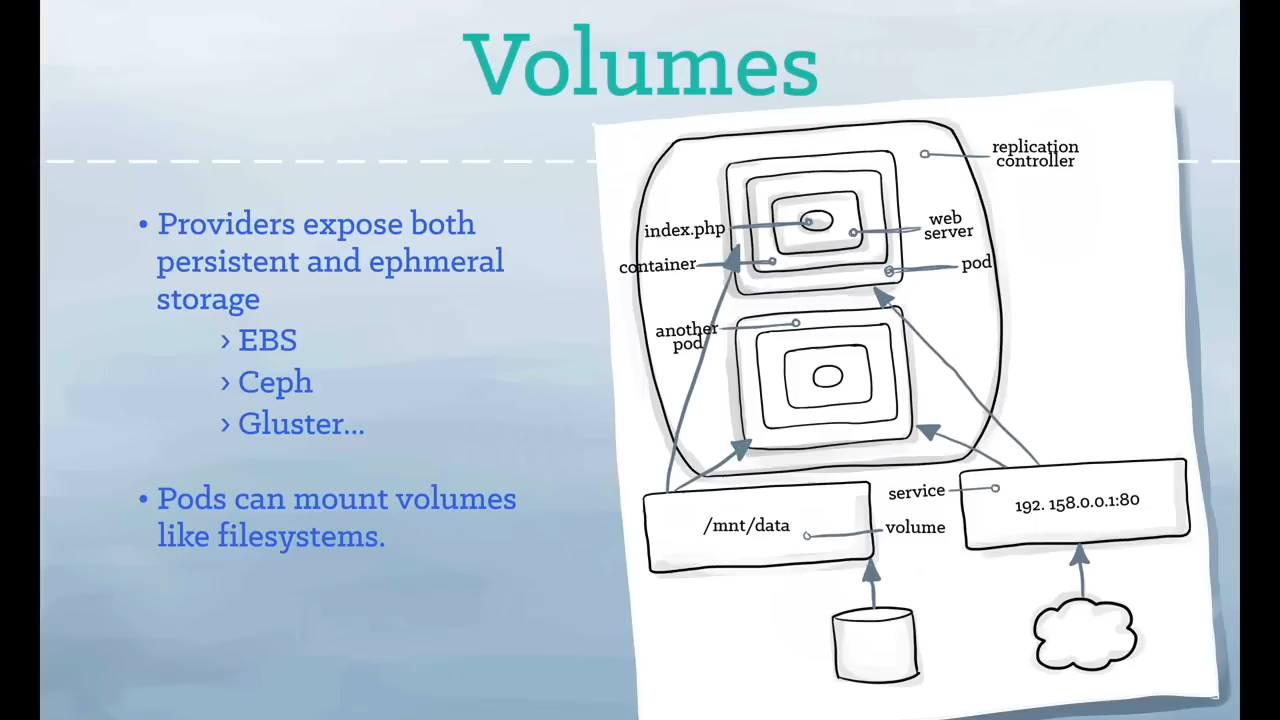 Volumes
• Providers expose both
persistent and ephmeral
storage
› EBS
› Ceph
› Gluster...
• Pods can mount volumes
like filesystems.
replication
controller
index.php
web
server
container
pod
another
pod
service
192. 158.0.0.1:80
/mnt/data
volume